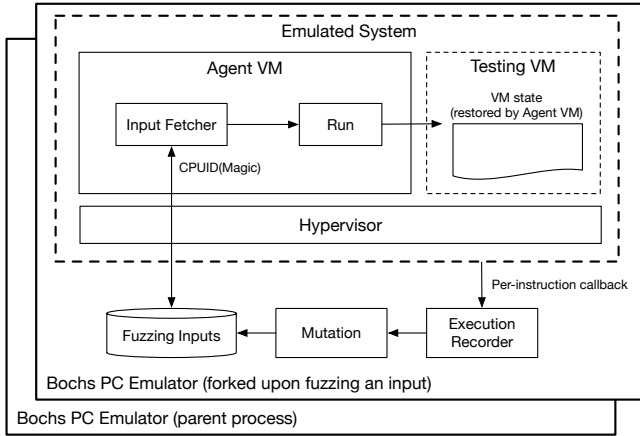 Emulated System
Agent VM
Testing VM
VM state
(restored by Agent VM)
Input Fetcher
Run
CPUID(Magic)
Hypervisor
Per-instruction callback
Fuzzing Inputs
Mutation
Execution
Recorder
Bochs PC Emulator (forked upon fuzzing an input)
Bochs PC Emulator (parent process)